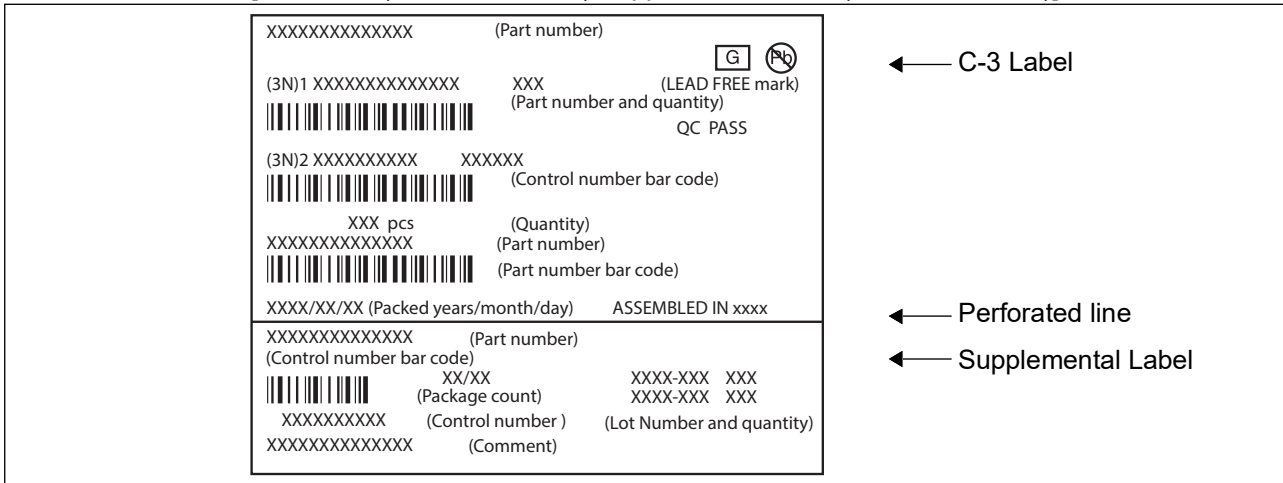 XXXXXXXXXXXXXX (Part number)
G Pb
C-3 Label
(3N)1 XXXXXXXXXXXXXX XXX (LEAD FREE mark)
(Part number and quantity)
QC PASS
(3N)2 XXXXXXXXXX XXXXXX
(Control number bar code)
XXX pcs (Quantity)
XXXXXXXXXXXXXX (Part number)
(Part number bar code)
XXXX/XX/XX (Packed years/month/day) ASSEMBLED IN xxxx
Perforated line
XXXXXXXXXXXXXX (Part number)
(Control number bar code)
Supplemental Label
XX/XX XXXX-XXX XXX
(Package count) XXXX-XXX XXX
XXXXXXXXXX (Control number ) (Lot Number and quantity)
XXXXXXXXXXXXXX (Comment)